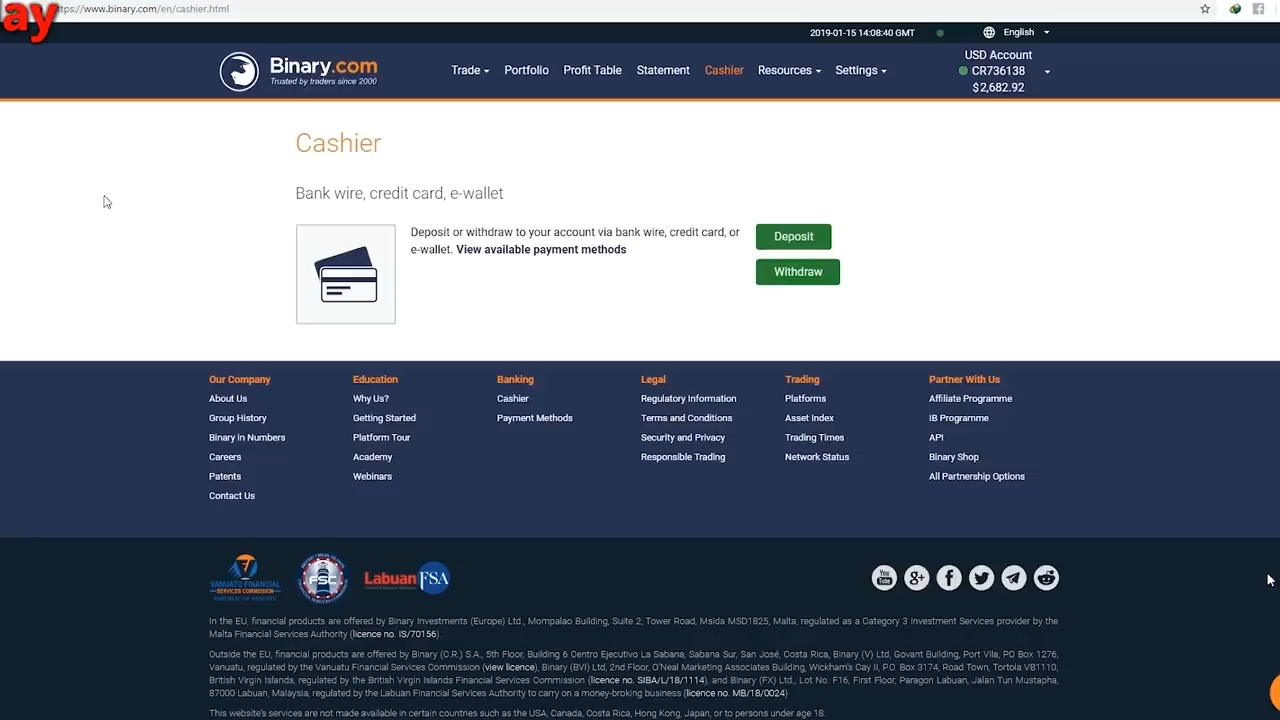 ay
https://www.binary.com/en/cashier.html
2019-01-15 14:08:40 GMT
English
Binary.com
Trusted by traders since 2000
Trade
Portfolio
Profit Table
Statement
Cashier
Resources
Settings
USD Account
CR736138
$2,682.92
Cashier
Bank wire, credit card, e-wallet
Deposit or withdraw to your account via bank wire, credit card, or
e-wallet. View available payment methods
Deposit
Withdraw
Our Company
About Us
Group History
Binary in Numbers
Careers
Patents
Contact Us
Education
Why Us?
Getting Started
Platform Tour
Academy
Webinars
Banking
Cashier
Payment Methods
Legal
Regulatory Information
Terms and Conditions
Security and Privacy
Responsible Trading
Trading
Platforms
Asset Index
Trading Times
Network Status
Partner With Us
Affiliate Programme
IB Programme
API
Binary Shop
All Partnership Options
VANUATU FINANCIAL
SERVICES COMMISSION
FSC
Labuan FSA
You Tube
g+
In the EU, financial products are offered by Binary Investments (Europe) Ltd., Mompalao Building, Suite 2, Tower Road, Msida MSD1825, Malta, regulated as a Category 3 Investment Services provider by the
Malta Financial Services Authority (licence no. IS/70156).
Outside the EU, financial products are offered by Binary (C.R.) S.A., 5th Floor, Building 6 Centro Ejecutivo La Sabana, Sabana Sur, San José, Costa Rica, Binary (V) Ltd, Govant Building, Port Vila, PO Box 1276,
Vanuatu, regulated by the Vanuatu Financial Services Commission (view licence), Binary (BVI) Ltd, 2nd Floor, O'Neal Marketing Associates Building, Wickham's Cay II, P.O. Box 3174, Road Town, Tortola VB1110,
British Virgin Islands, regulated by the British Virgin Islands Financial Services Commission (licence no. SIBA/L/18/1114), and Binary (FX) Ltd., Lot No. F16, First Floor, Paragon Labuan, Jalan Tun Mustapha,
87000 Labuan, Malaysia, regulated by the Labuan Financial Services Authority to carry on a money-broking business (licence no. MB/18/0024)
This website's services are not made available in certain countries such as the USA, Canada, Costa Rica, Hong Kong, Japan, or to persons under age 18.